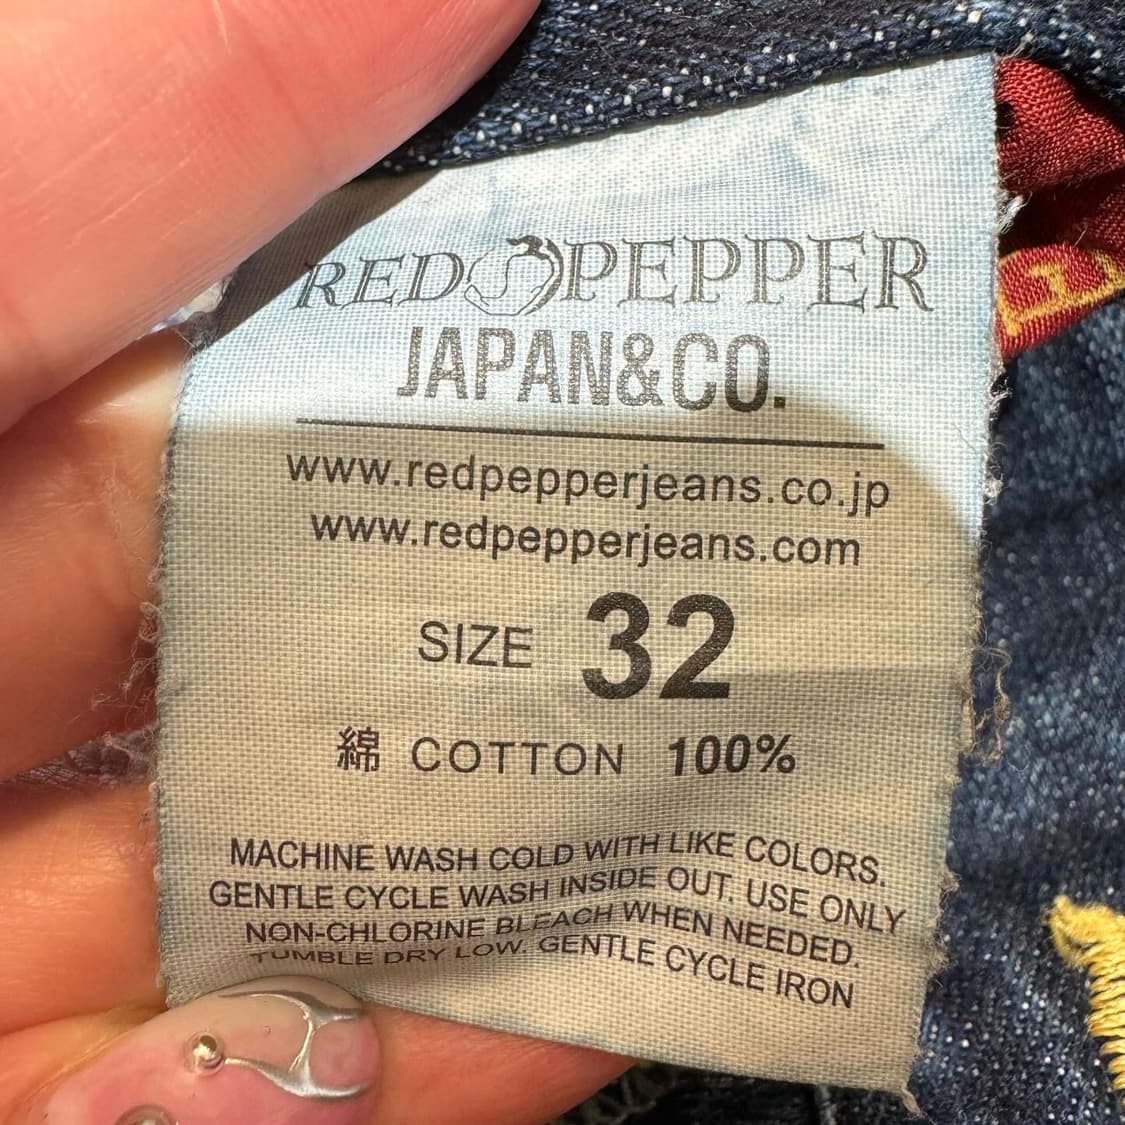 RED PEPPER
JAPAN&CO.
www.redpepperjeans.co.jp
www.redpepperjeans.com
SIZE 32
綿 COTTON 100%
MACHINE WASH COLD WITH LIKE COLORS.
GENTLE CYCLE WASH INSIDE OUT. USE ONLY
NON-CHLORINE BLEACH WHEN NEEDED.
TUMBLE DRY LOW. GENTLE CYCLE IRON